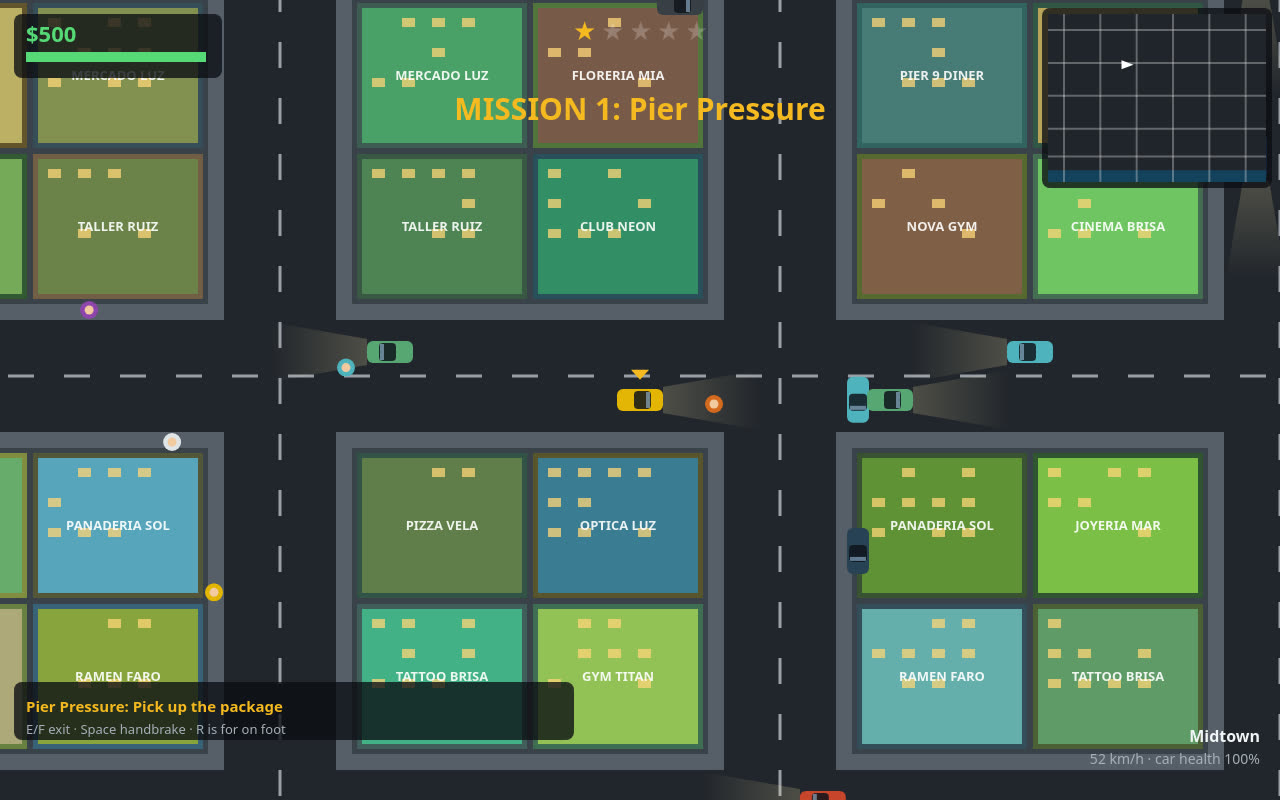 $500
MERCADO LUZ
MERCADO LUZ
FLORERIA MIA
PIER 9 DINER
MISSION 1: Pier Pressure
TALLER RUIZ
TALLER RUIZ
CLUB NEON
NOVA GYM
CINEMA BRISA
PANADERIA SOL
PIZZA VELA
OPTICA LUZ
PANADERIA SOL
JOYERIA MAR
RAMEN FARO
TATTOO BRISA
GYM TITAN
RAMEN FARO
TATTOO BRISA
Pier Pressure: Pick up the package
E/F exit · Space handbrake · R is for on foot
Midtown
52 km/h · car health 100%